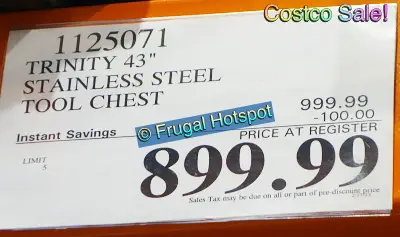 Costco Sale!
1125071
TRINITY 43"
STAINLESS STEEL
TOOL CHEST
999.99
Instant Savings
-100.00
© Frugal Hotspot
PRICE AT REGISTER
LIMIT
5
899.99
Sales Tax may be due on all or part of pre-discount price